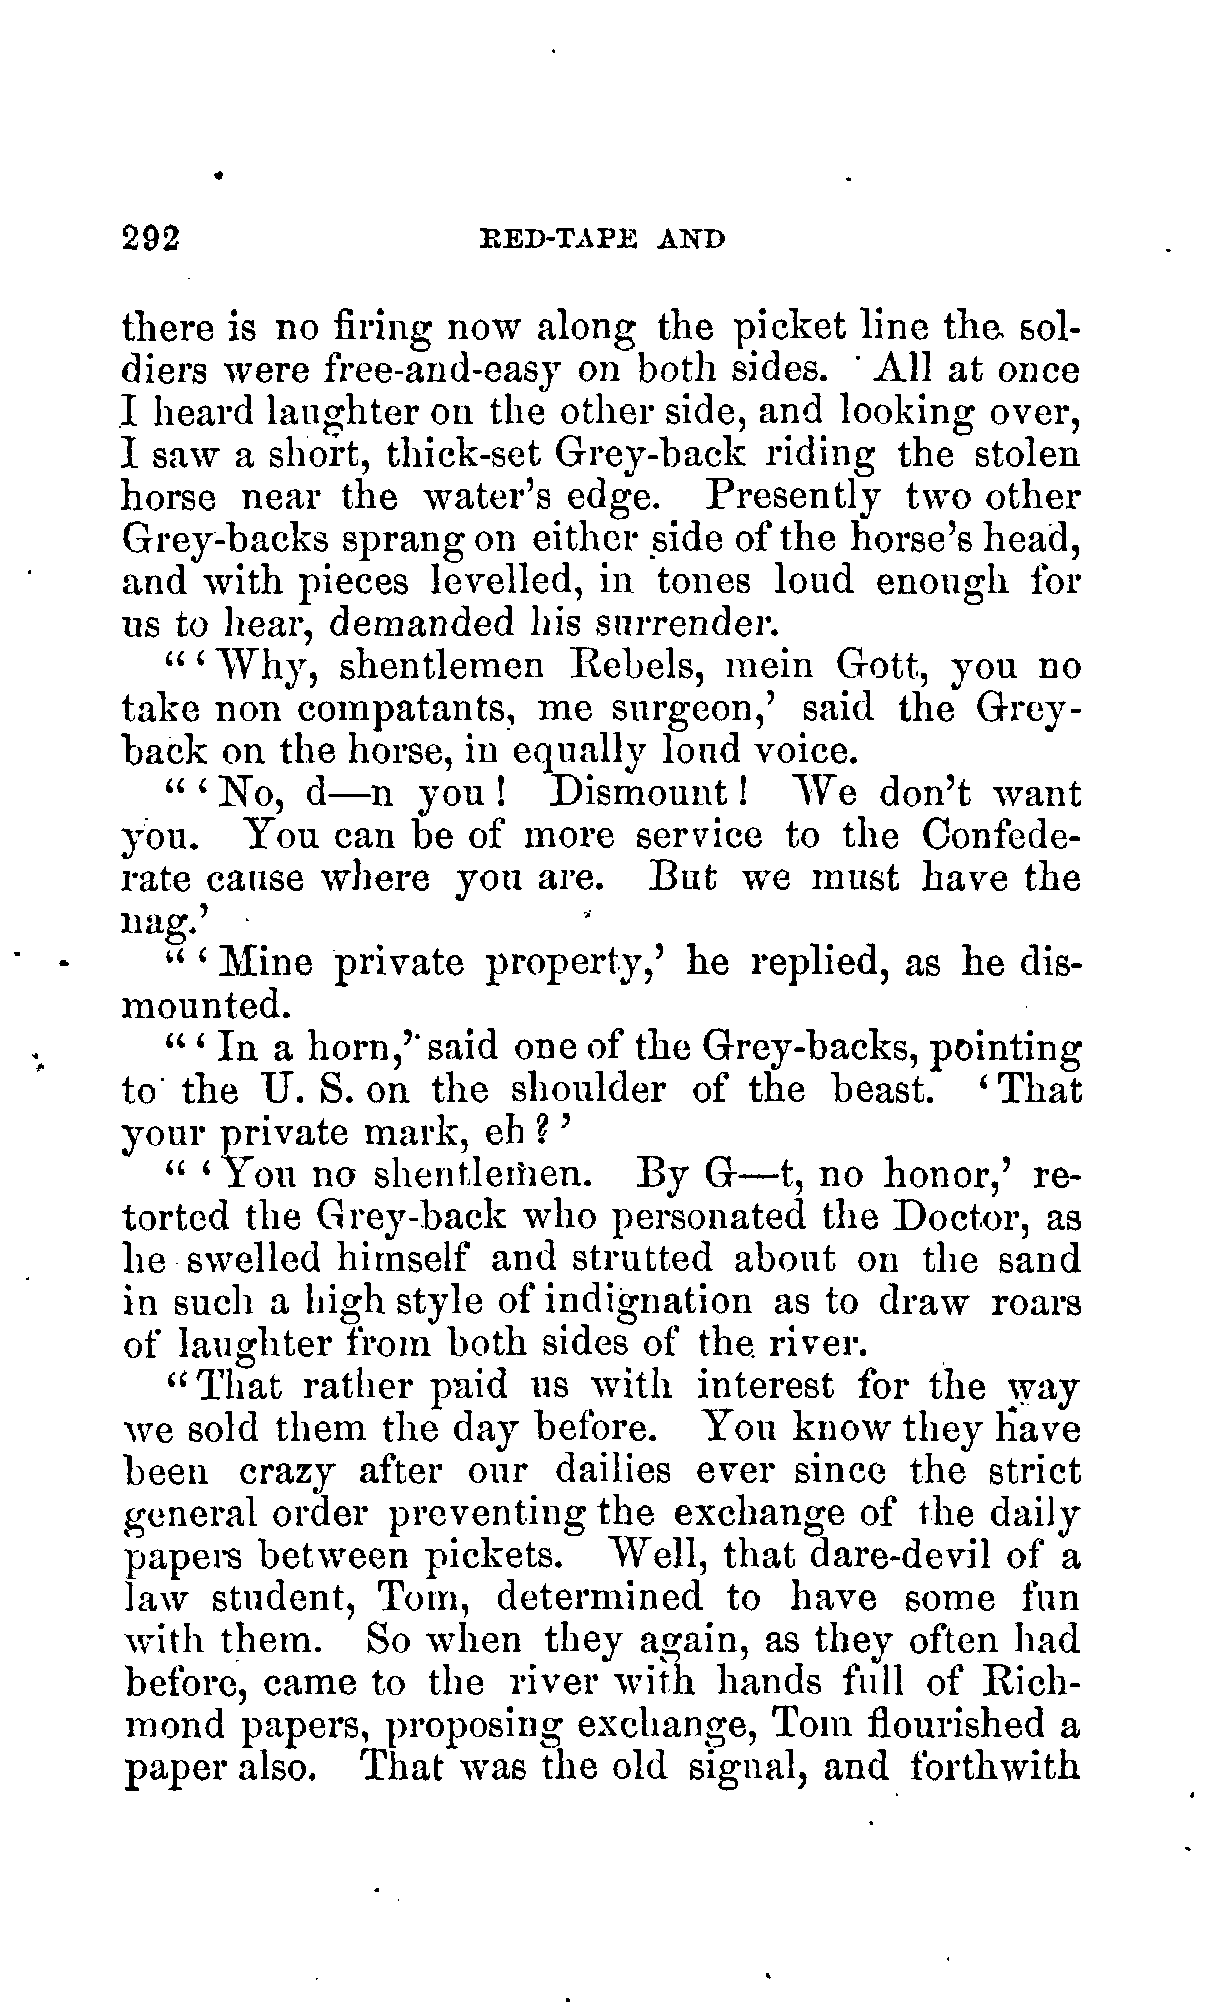 292 RED-TAPE AND
there is no firing now along the picket line the sol-
diers were free-and-easy on both sides. All at once
I heard laughter on the other side, and looking over,
I saw a short, thick-set Grey-back riding the stolen
horse near the water's edge. Presently two other
Grey-backs sprang on either side of the horse's head,
and with pieces levelled, in tones loud enough for
us to hear, demanded his surrender.
"'Why, shentlemen Rebels, mein Gott, you no
take non compatants, me surgeon,' said the Grey-
back on the horse, in equally loud voice.
"'No, d—n you! Dismount! We don't want
you. You can be of more service to the Confede-
rate cause where you are. But we must have the
nag.'
"'Mine private property,' he replied, as he dis-
mounted.
"'In a horn,' said one of the Grey-backs, pointing
to the U. S. on the shoulder of the beast. 'That
your private mark, eh?'
"'You no shentlemen. By G—t, no honor,' re-
torted the Grey-back who personated the Doctor, as
he swelled himself and strutted about on the sand
in such a high style of indignation as to draw roars
of laughter from both sides of the river.
"That rather paid us with interest for the way
we sold them the day before. You know they have
been crazy after our dailies ever since the strict
general order preventing the exchange of the daily
papers between pickets. Well, that dare-devil of a
law student, Tom, determined to have some fun
with them. So when they again, as they often had
before, came to the river with hands full of Rich-
mond papers, proposing exchange, Tom flourished a
paper also. That was the old signal, and forthwith